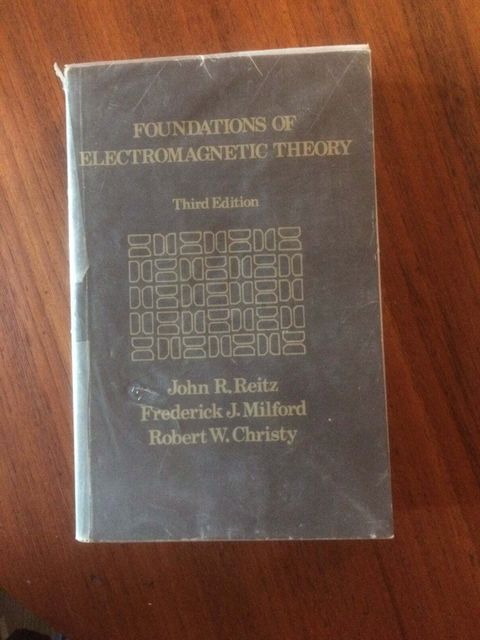 FOUNDATIONS OF
ELECTROMAGNETIC THEORY
Third Edition
John R. Reitz
Frederick J. Milford
Robert W. Christy